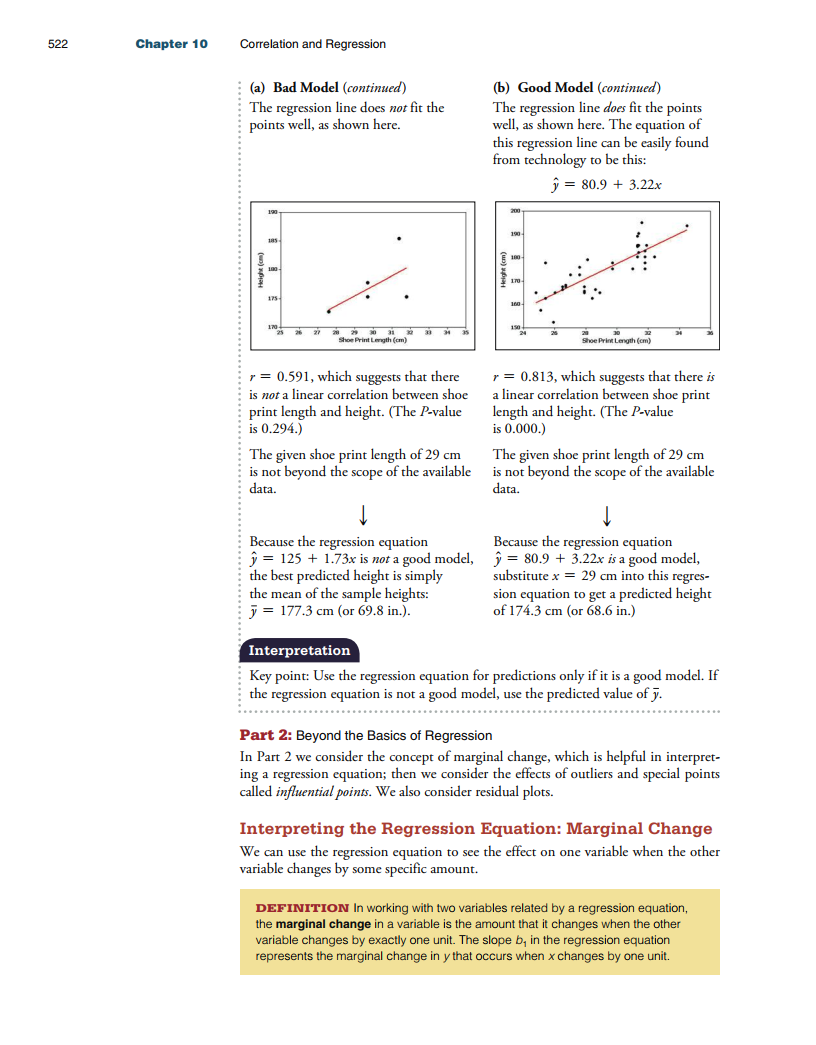 522
Chapter 10
Correlation and Regression
(a) Bad Model (continued)
The regression line does not fit the
points well, as shown here.
(b) Good Model (continued)
The regression line does fit the points
well, as shown here. The equation of
this regression line can be easily found
from technology to be this:
ŷ = 80.9 + 3.22x
190
185
180
175
170
Height (cm)
25 26 27 28 29 30 31 32 33 34 35
Shoe Print Length (cm)
200
190
180
170
160
150
Height (cm)
24 26 28 30 32 34 36
Shoe Print Length (cm)
r = 0.591, which suggests that there
is not a linear correlation between shoe
print length and height. (The P-value
is 0.294.)
The given shoe print length of 29 cm
is not beyond the scope of the available
data.
↓
Because the regression equation
ŷ = 125 + 1.73x is not a good model,
the best predicted height is simply
the mean of the sample heights:
ȳ = 177.3 cm (or 69.8 in.).
r = 0.813, which suggests that there is
a linear correlation between shoe print
length and height. (The P-value
is 0.000.)
The given shoe print length of 29 cm
is not beyond the scope of the available
data.
↓
Because the regression equation
ŷ = 80.9 + 3.22x is a good model,
substitute x = 29 cm into this regres-
sion equation to get a predicted height
of 174.3 cm (or 68.6 in.)
Interpretation
Key point: Use the regression equation for predictions only if it is a good model. If
the regression equation is not a good model, use the predicted value of ȳ.
Part 2: Beyond the Basics of Regression
In Part 2 we consider the concept of marginal change, which is helpful in interpret-
ing a regression equation; then we consider the effects of outliers and special points
called influential points. We also consider residual plots.
Interpreting the Regression Equation: Marginal Change
We can use the regression equation to see the effect on one variable when the other
variable changes by some specific amount.
DEFINITION In working with two variables related by a regression equation,
the marginal change in a variable is the amount that it changes when the other
variable changes by exactly one unit. The slope b₁ in the regression equation
represents the marginal change in y that occurs when x changes by one unit.